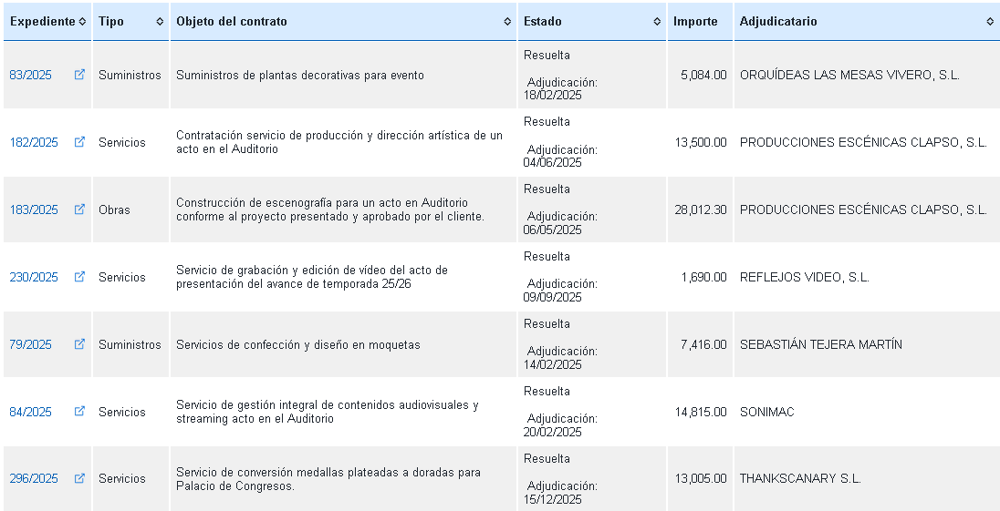 Expediente Tipo Objeto del contrato Estado Importe Adjudicatario
83/2025 Suministros Suministros de plantas decorativas para evento Resuelta
Adjudicación:
18/02/2025 5,084.00 ORQUÍDEAS LAS MESAS VIVERO, S.L.
182/2025 Servicios Contratación servicio de producción y dirección artística de un
acto en el Auditorio Resuelta
Adjudicación:
04/06/2025 13,500.00 PRODUCCIONES ESCÉNICAS CLAPSO, S.L.
183/2025 Obras Construcción de escenografía para un acto en Auditorio
conforme al proyecto presentado y aprobado por el cliente. Resuelta
Adjudicación:
06/05/2025 28,012.30 PRODUCCIONES ESCÉNICAS CLAPSO, S.L.
230/2025 Servicios Servicio de grabación y edición de vídeo del acto de
presentación del avance de temporada 25/26 Resuelta
Adjudicación:
09/09/2025 1,690.00 REFLEJOS VIDEO, S.L.
79/2025 Suministros Servicios de confección y diseño en moquetas Resuelta
Adjudicación:
14/02/2025 7,416.00 SEBASTIÁN TEJERA MARTÍN
84/2025 Servicios Servicio de gestión integral de contenidos audiovisuales y
streaming acto en el Auditorio Resuelta
Adjudicación:
20/02/2025 14,815.00 SONIMAC
296/2025 Servicios Servicio de conversión medallas plateadas a doradas para
Palacio de Congresos. Resuelta
Adjudicación:
15/12/2025 13,005.00 THANKSCANARY S.L.